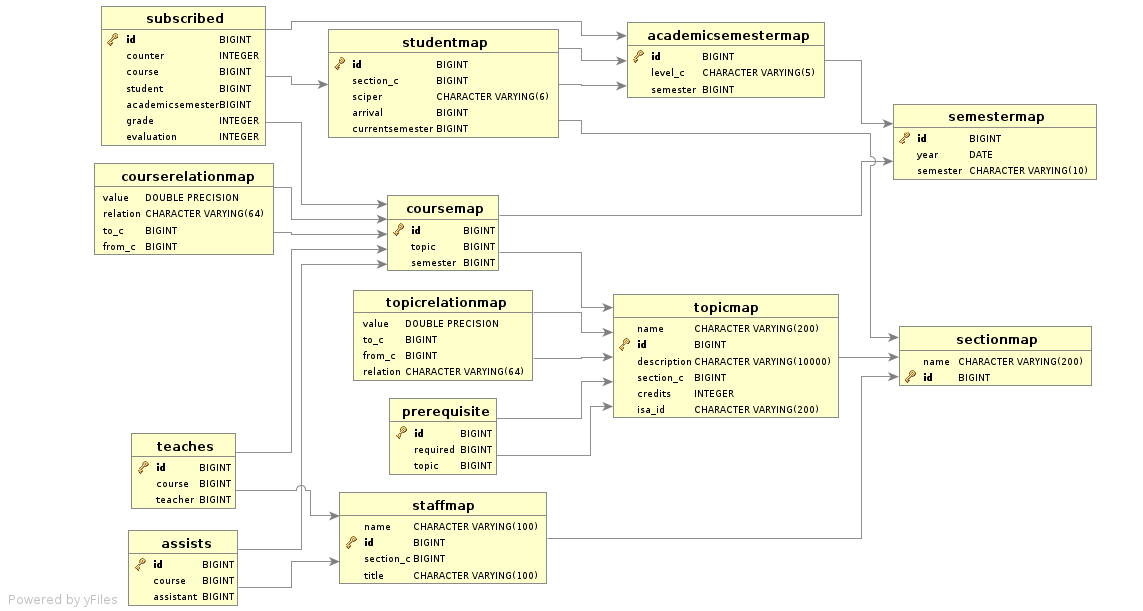 subscribed
id BIGINT
counter INTEGER
course BIGINT
student BIGINT
academicsemester BIGINT
grade INTEGER
evaluation INTEGER
studentmap
id BIGINT
section_c BIGINT
sciper CHARACTER VARYING(6)
arrival BIGINT
currentsemester BIGINT
academicsemestermap
id BIGINT
level_c CHARACTER VARYING(5)
semester BIGINT
semestermap
id BIGINT
year DATE
semester CHARACTER VARYING(10)
courserelationmap
value DOUBLE PRECISION
relation CHARACTER VARYING(64)
to_c BIGINT
from_c BIGINT
coursemap
id BIGINT
topic BIGINT
semester BIGINT
topicrelationmap
value DOUBLE PRECISION
to_c BIGINT
from_c BIGINT
relation CHARACTER VARYING(64)
topicmap
name CHARACTER VARYING(200)
id BIGINT
description CHARACTER VARYING(10000)
section_c BIGINT
credits INTEGER
isa_id CHARACTER VARYING(200)
sectionmap
name CHARACTER VARYING(200)
id BIGINT
prerequisite
id BIGINT
required BIGINT
topic BIGINT
teaches
id BIGINT
course BIGINT
teacher BIGINT
staffmap
name CHARACTER VARYING(100)
id BIGINT
section_c BIGINT
title CHARACTER VARYING(100)
assists
id BIGINT
course BIGINT
assistant BIGINT
Powered by yFiles